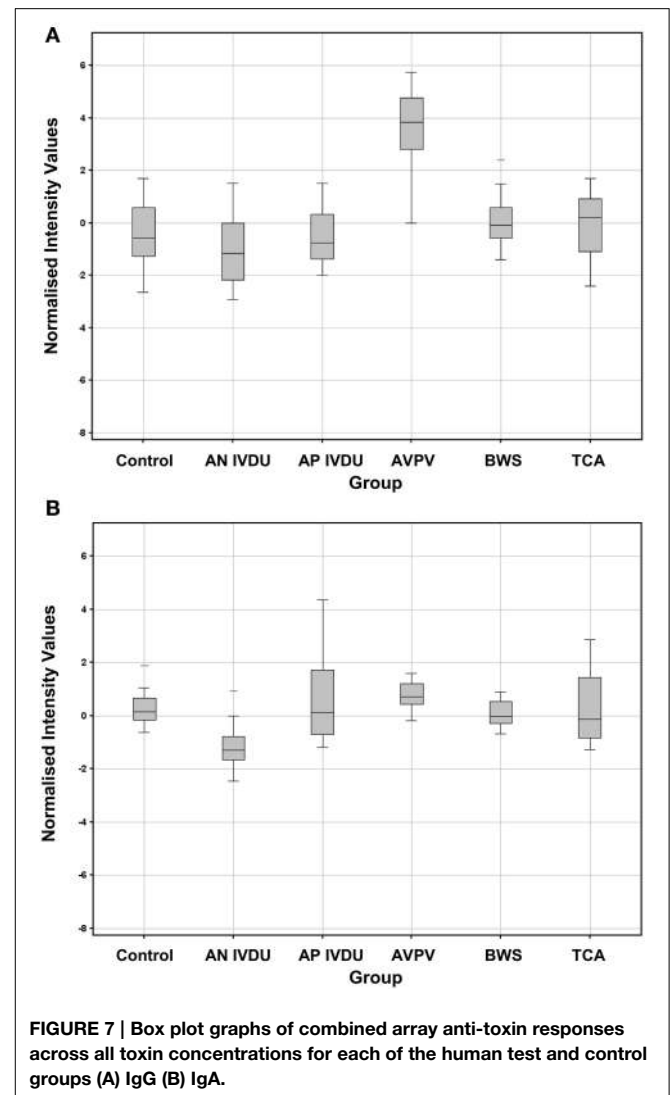 A
Normalised Intensity Values
6
4
2
0
-2
-4
-6
-8
Control AN IVDU AP IVDU AVPV BWS TCA
Group
B
Normalised Intensity Values
6
4
2
0
-2
-4
-6
-8
Control AN IVDU AP IVDU AVPV BWS TCA
Group
FIGURE 7 | Box plot graphs of combined array anti-toxin responses
across all toxin concentrations for each of the human test and control
groups (A) IgG (B) IgA.